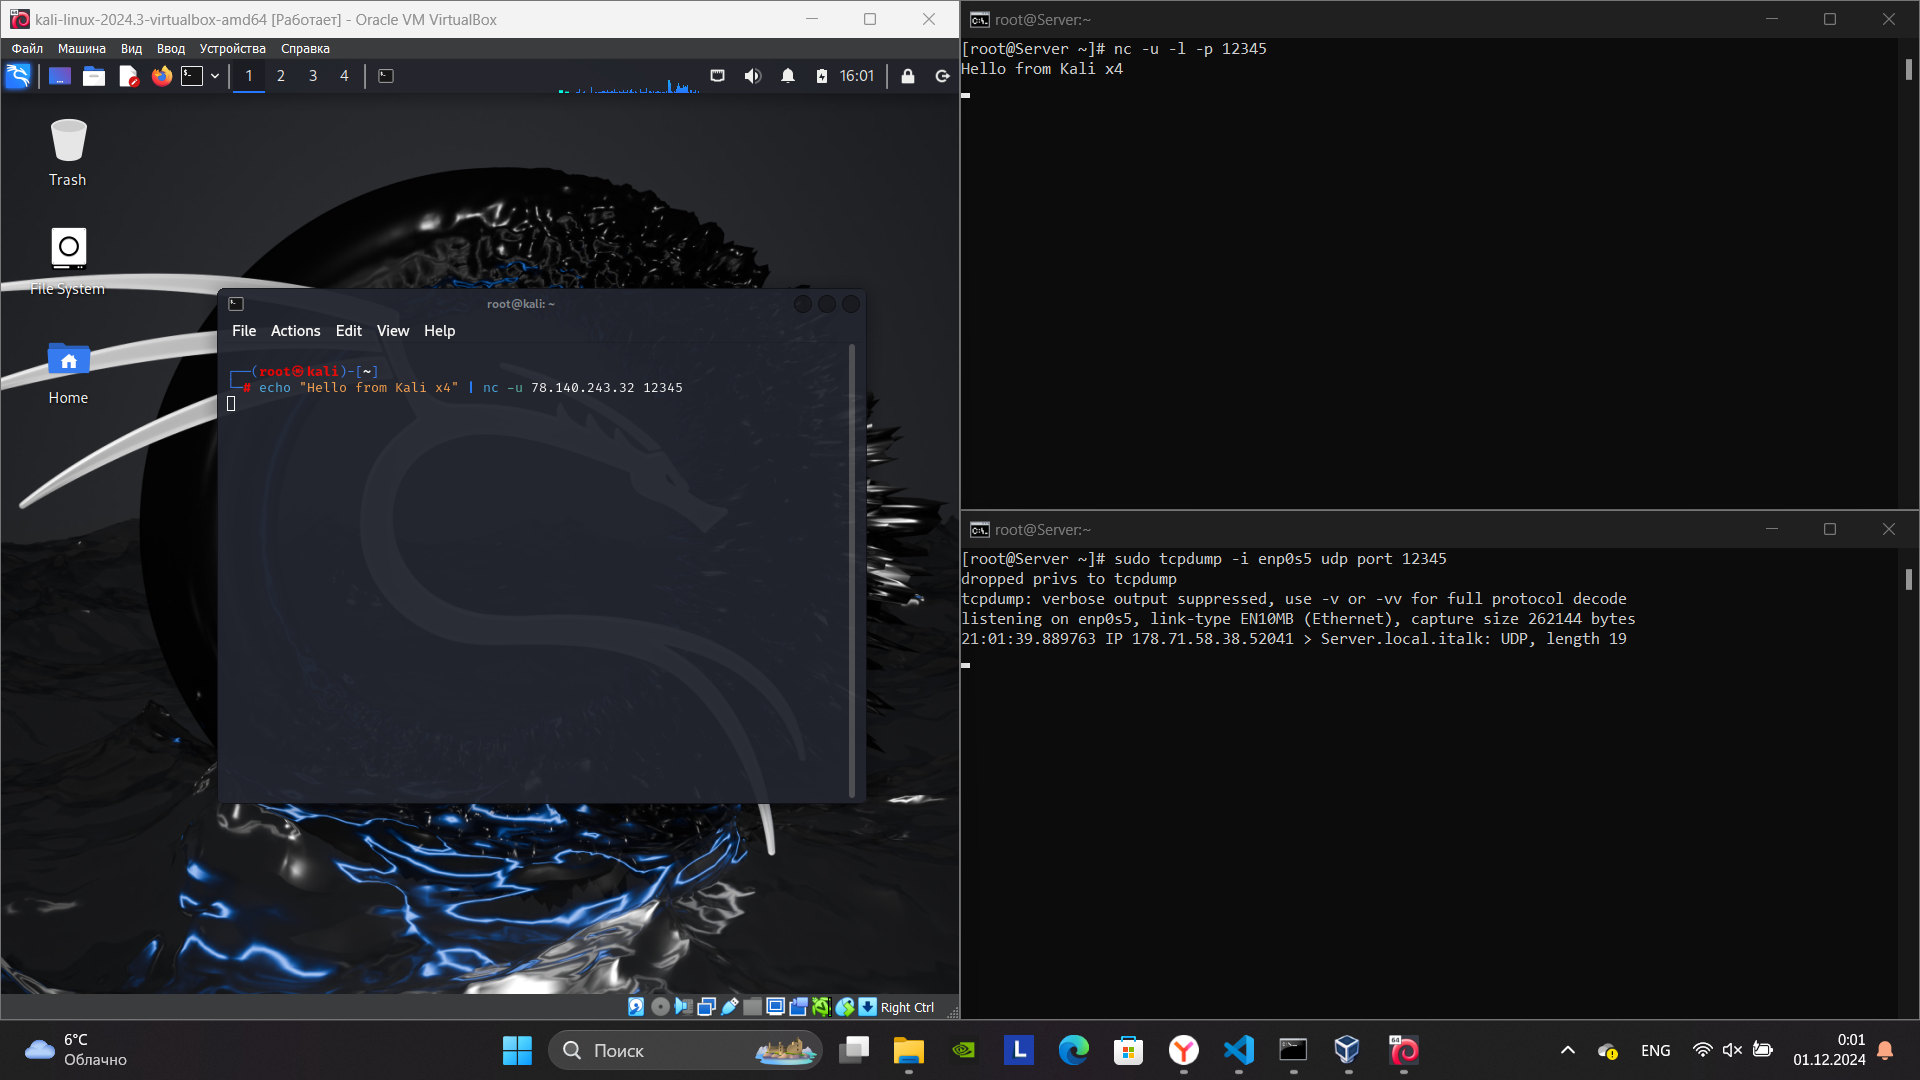 kali-linux-2024.3-virtualbox-amd64 [Работает] - Oracle VM VirtualBox
Файл Машина Вид Ввод Устройства Справка
1 2 3 4 16:01
Trash
File System
Home
root@kali: ~
File Actions Edit View Help
┌──(root㉿kali)-[~]
└─# echo "Hello from Kali x4" | nc -u 78.140.243.32 12345
Right Ctrl
root@Server:~
[root@Server ~]# nc -u -l -p 12345
Hello from Kali x4
root@Server:~
[root@Server ~]# sudo tcpdump -i enp0s5 udp port 12345
dropped privs to tcpdump
tcpdump: verbose output suppressed, use -v or -vv for full protocol decode
listening on enp0s5, link-type EN10MB (Ethernet), capture size 262144 bytes
21:01:39.889763 IP 178.71.58.38.52041 > Server.local.italk: UDP, length 19
6°C
Облачно
Поиск
L
64
ENG
0:01
01.12.2024